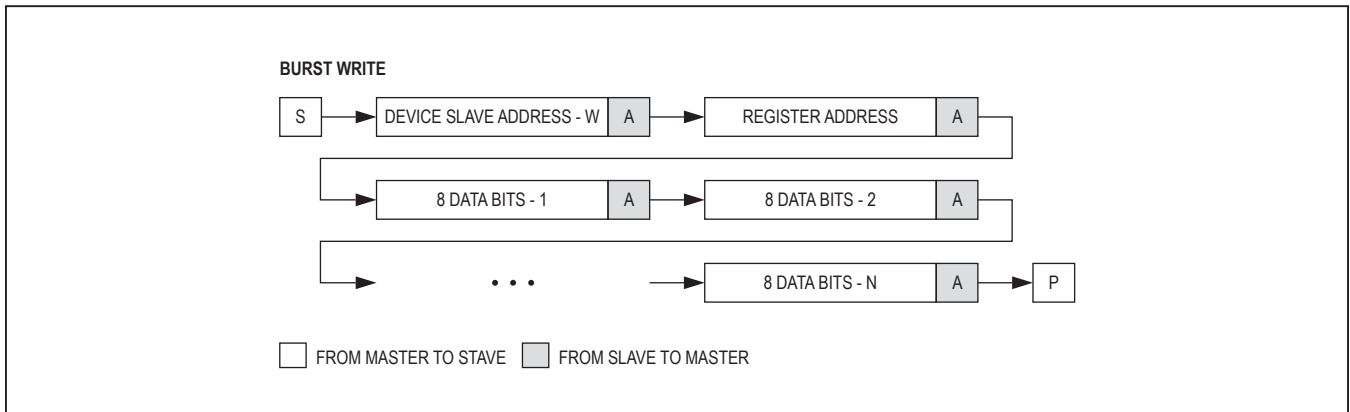 BURST WRITE
S DEVICE SLAVE ADDRESS - W A REGISTER ADDRESS A
8 DATA BITS - 1 A 8 DATA BITS - 2 A
• • • 8 DATA BITS - N A P
FROM MASTER TO STAVE FROM SLAVE TO MASTER